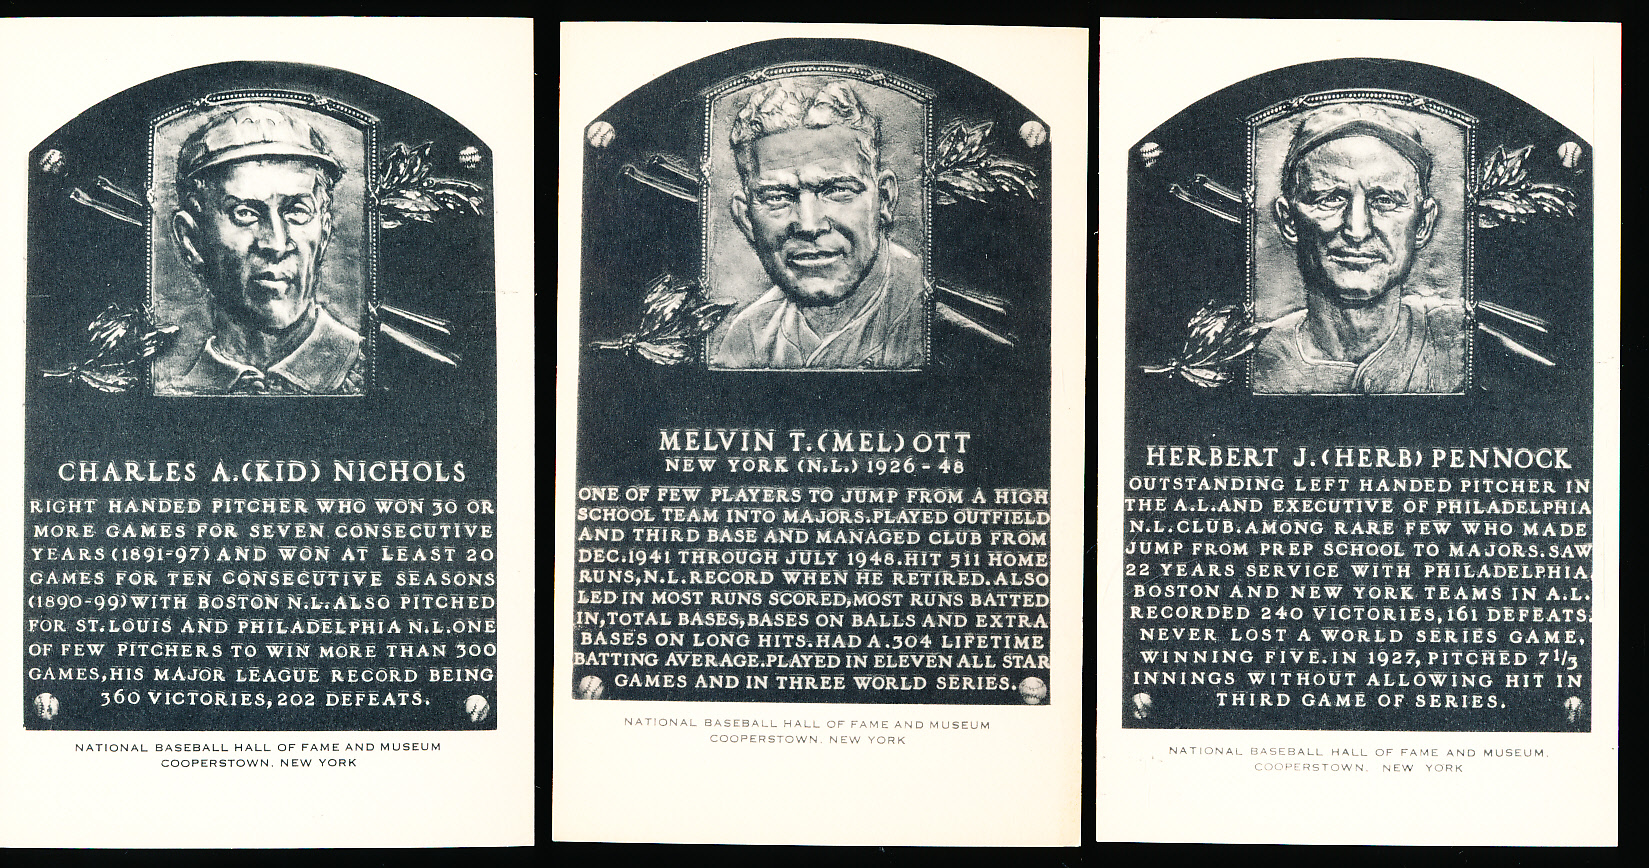 CHARLES A. (KID) NICHOLS
RIGHT HANDED PITCHER WHO WON 30 OR
MORE GAMES FOR SEVEN CONSECUTIVE
YEARS (1891-97) AND WON AT LEAST 20
GAMES FOR TEN CONSECUTIVE SEASONS
(1890-99) WITH BOSTON N.L. ALSO PITCHED
FOR ST. LOUIS AND PHILADELPHIA N.L. ONE
OF FEW PITCHERS TO WIN MORE THAN 300
GAMES, HIS MAJOR LEAGUE RECORD BEING
360 VICTORIES, 202 DEFEATS.
NATIONAL BASEBALL HALL OF FAME AND MUSEUM
COOPERSTOWN, NEW YORK
MELVIN T. (MEL) OTT
NEW YORK (N.L.) 1926 - 48
ONE OF FEW PLAYERS TO JUMP FROM A HIGH
SCHOOL TEAM INTO MAJORS. PLAYED OUTFIELD
AND THIRD BASE AND MANAGED CLUB FROM
DEC. 1941 THROUGH JULY 1948. HIT 511 HOME
RUNS, N.L. RECORD WHEN HE RETIRED. ALSO
LED IN MOST RUNS SCORED, MOST RUNS BATTED
IN, TOTAL BASES, BASES ON BALLS AND EXTRA
BASES ON LONG HITS. HAD A .304 LIFETIME
BATTING AVERAGE. PLAYED IN ELEVEN ALL STAR
GAMES AND IN THREE WORLD SERIES.
NATIONAL BASEBALL HALL OF FAME AND MUSEUM
COOPERSTOWN, NEW YORK
HERBERT J. (HERB) PENNOCK
OUTSTANDING LEFT HANDED PITCHER IN
THE A.L. AND EXECUTIVE OF PHILADELPHIA
N.L. CLUB. AMONG RARE FEW WHO MADE
JUMP FROM PREP SCHOOL TO MAJORS. SAW
22 YEARS SERVICE WITH PHILADELPHIA,
BOSTON AND NEW YORK TEAMS IN A.L.
RECORDED 240 VICTORIES, 161 DEFEATS.
NEVER LOST A WORLD SERIES GAME,
WINNING FIVE. IN 1927, PITCHED 7 1/3
INNINGS WITHOUT ALLOWING HIT IN
THIRD GAME OF SERIES.
NATIONAL BASEBALL HALL OF FAME AND MUSEUM,
COOPERSTOWN, NEW YORK